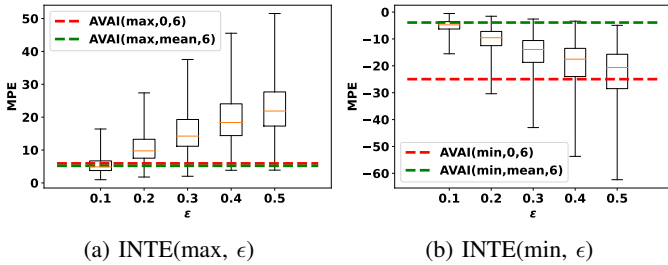 AVAI(max,0,6)
AVAI(max,mean,6)
50
40
30
20
10
0
MPE
0.1 0.2 0.3 0.4 0.5
ε
(a) INTE(max, ϵ)
0
−10
−20
−30
−40
−50
−60
MPE
AVAI(min,0,6)
AVAI(min,mean,6)
0.1 0.2 0.3 0.4 0.5
ε
(b) INTE(min, ϵ)